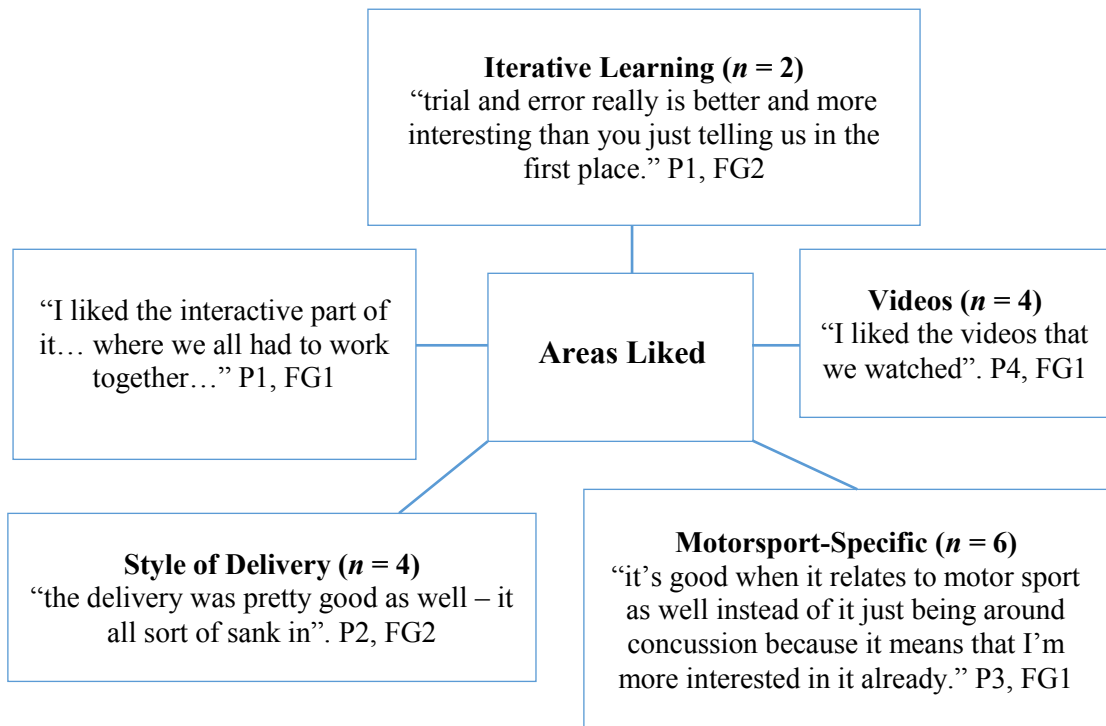 Iterative Learning (n = 2)
“trial and error really is better and more
interesting than you just telling us in the
first place.” P1, FG2
“I liked the interactive part of
it… where we all had to work
together…” P1, FG1
Areas Liked
Videos (n = 4)
“I liked the videos that
we watched”. P4, FG1
Style of Delivery (n = 4)
“the delivery was pretty good as well – it
all sort of sank in”. P2, FG2
Motorsport-Specific (n = 6)
“it’s good when it relates to motor sport
as well instead of it just being around
concussion because it means that I’m
more interested in it already.” P3, FG1